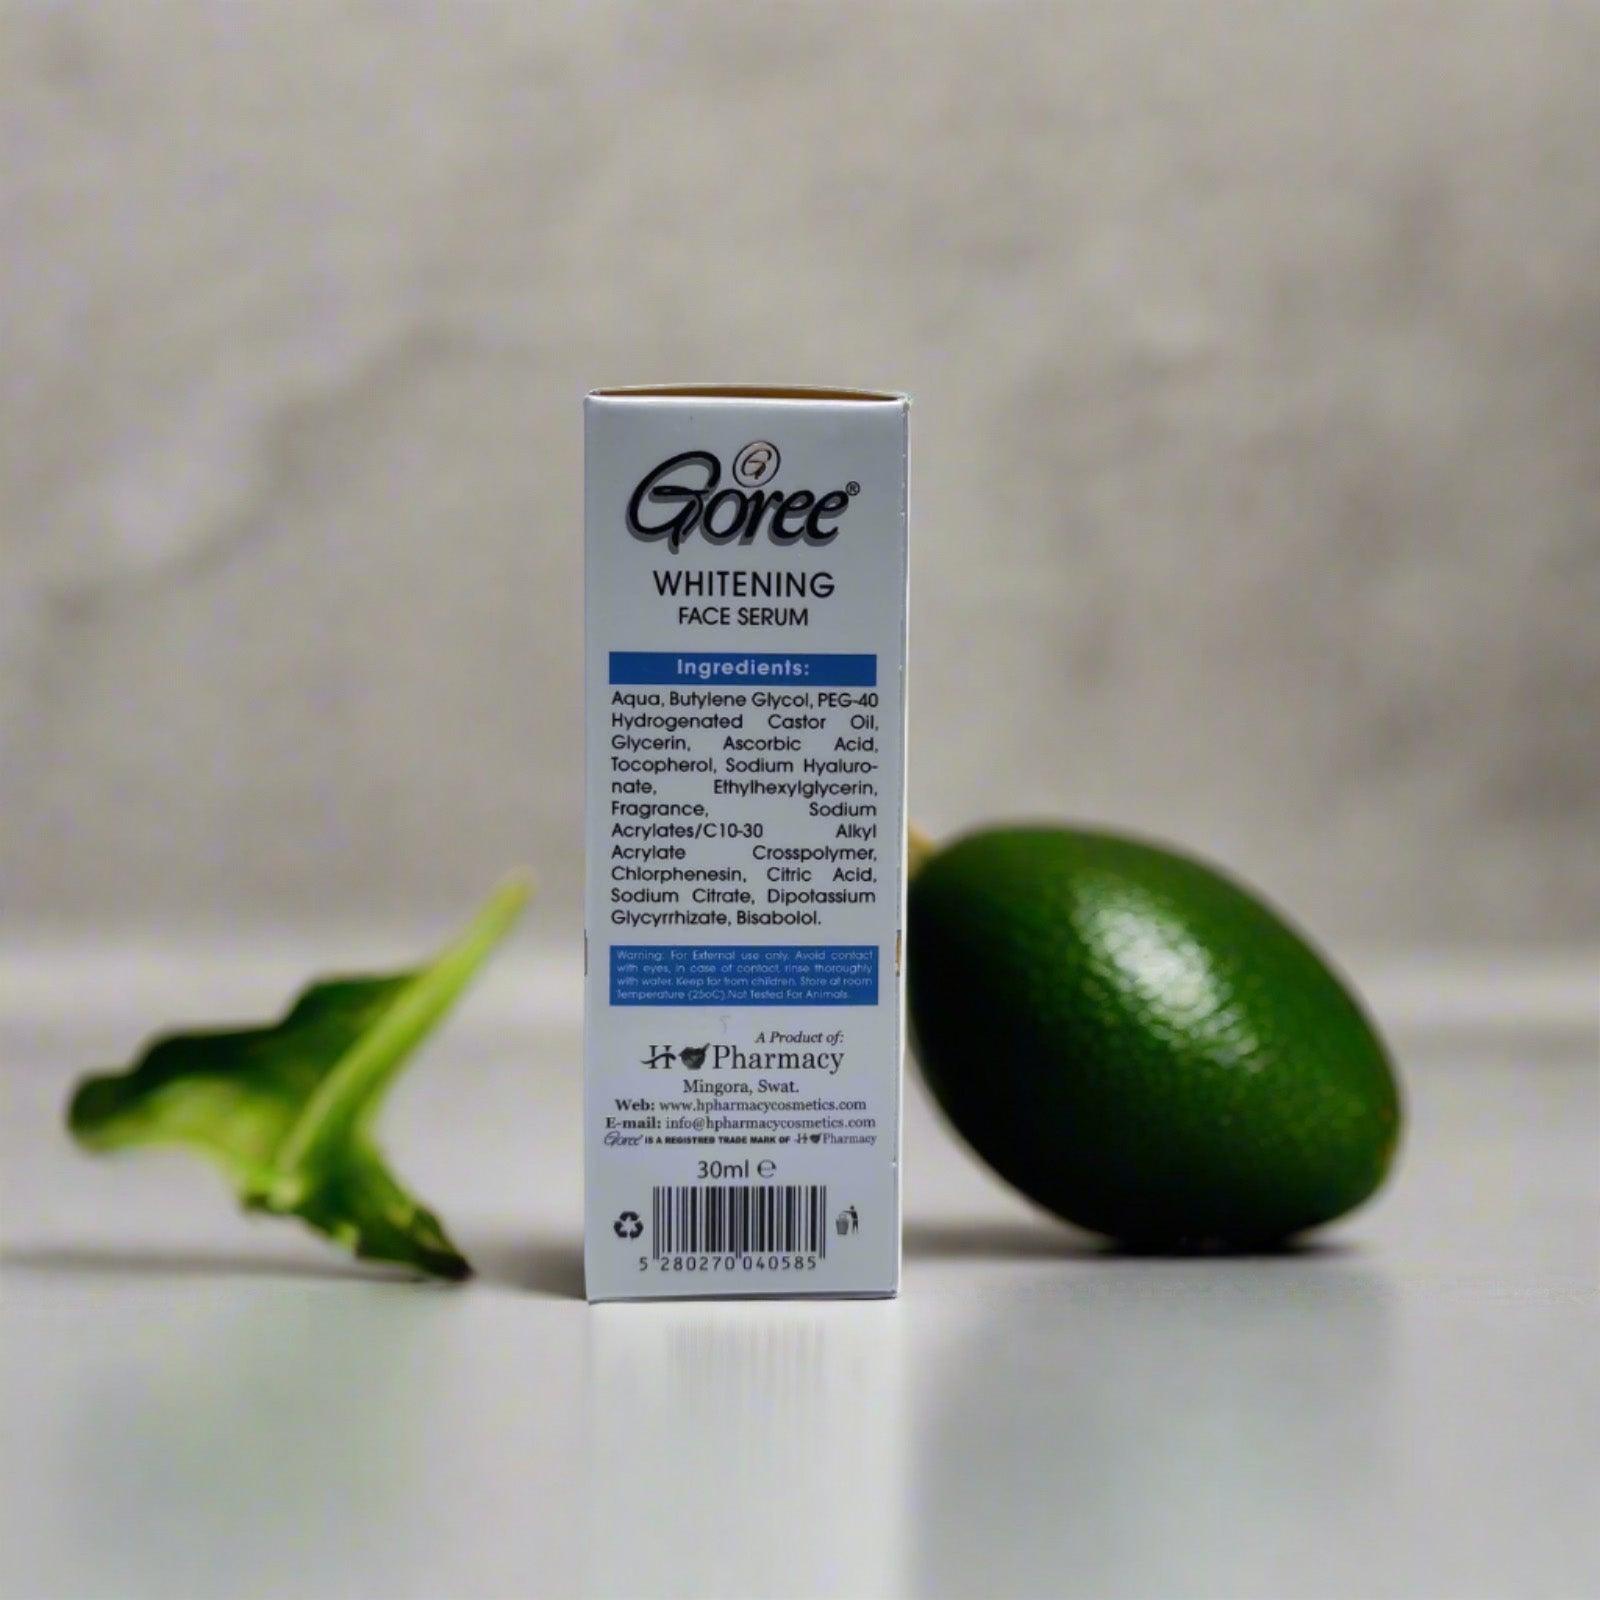 G
Goree®
WHITENING
FACE SERUM
Ingredients:
Aqua, Butylene Glycol, PEG-40
Hydrogenated Castor Oil,
Glycerin, Ascorbic Acid,
Tocopherol, Sodium Hyaluro-
nate, Ethylhexylglycerin,
Fragrance, Sodium
Acrylates/C10-30 Alkyl
Acrylate Crosspolymer,
Chlorphenesin, Citric Acid,
Sodium Citrate, Dipotassium
Glycyrrhizate, Bisabolol.
Warning: For External use only. Avoid contact
with eyes, in case of contact, rinse thoroughly
with water. Keep far from children. Store at room
Temperature (25oC).Not Tested For Animals.
A Product of:
H Pharmacy
Mingora, Swat.
Web: www.hpharmacycosmetics.com
E-mail: info@hpharmacycosmetics.com
Goree IS A REGISTRED TRADE MARK OF H Pharmacy
30ml ℮
5 280270 040585